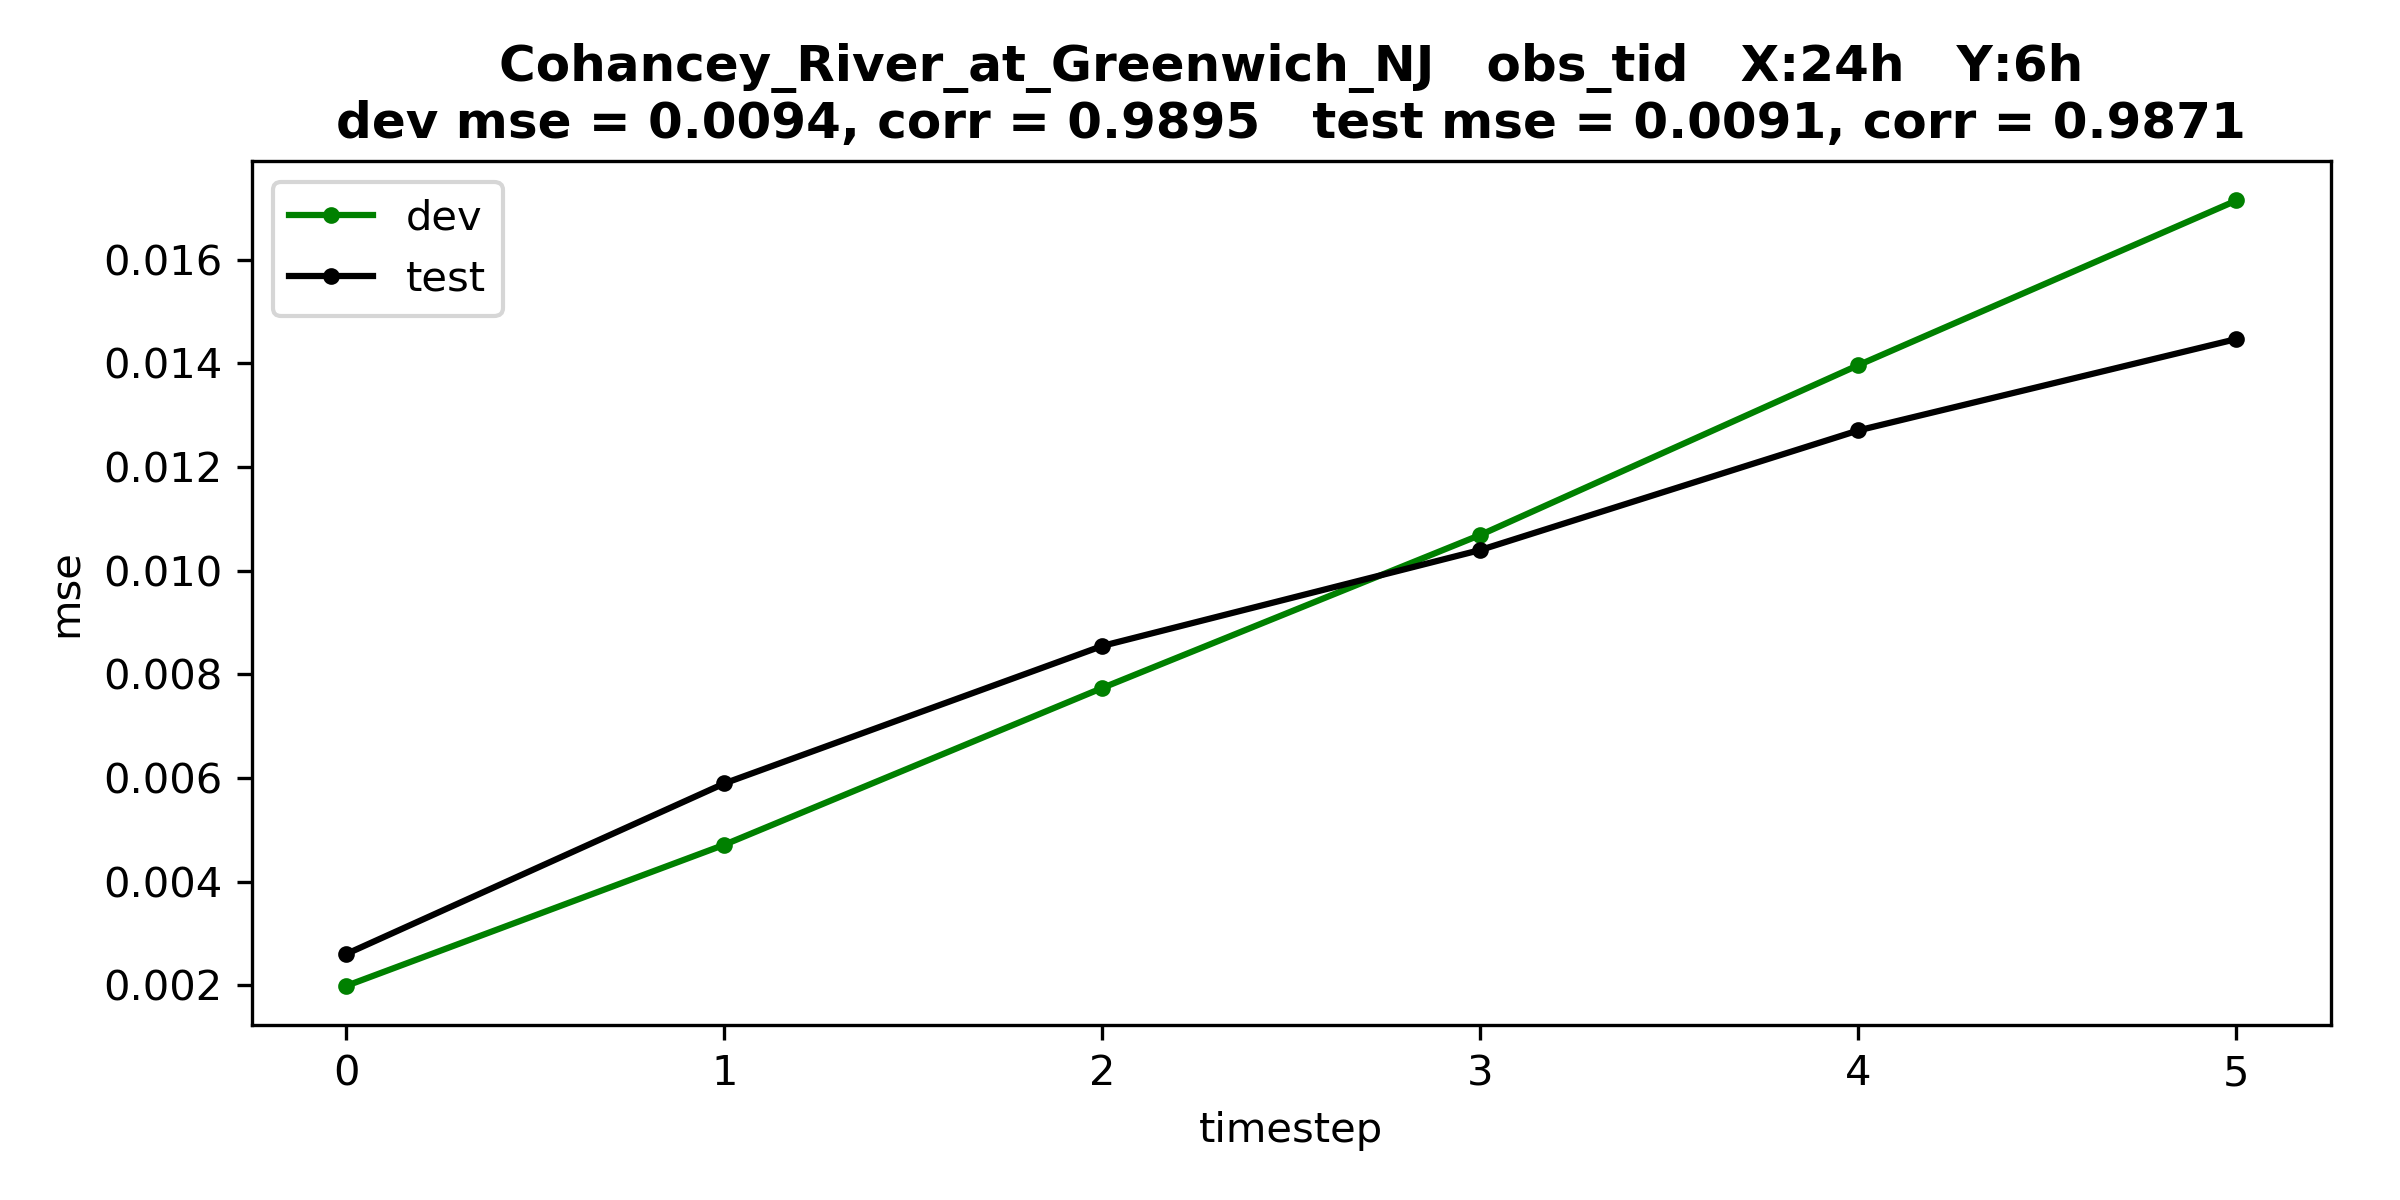 Cohancey_River_at_Greenwich_NJ   obs_tid   X:24h   Y:6h
dev mse = 0.0094, corr = 0.9895   test mse = 0.0091, corr = 0.9871
dev
test
0.016
0.014
0.012
0.010
0.008
0.006
0.004
0.002
mse
0 1 2 3 4 5
timestep